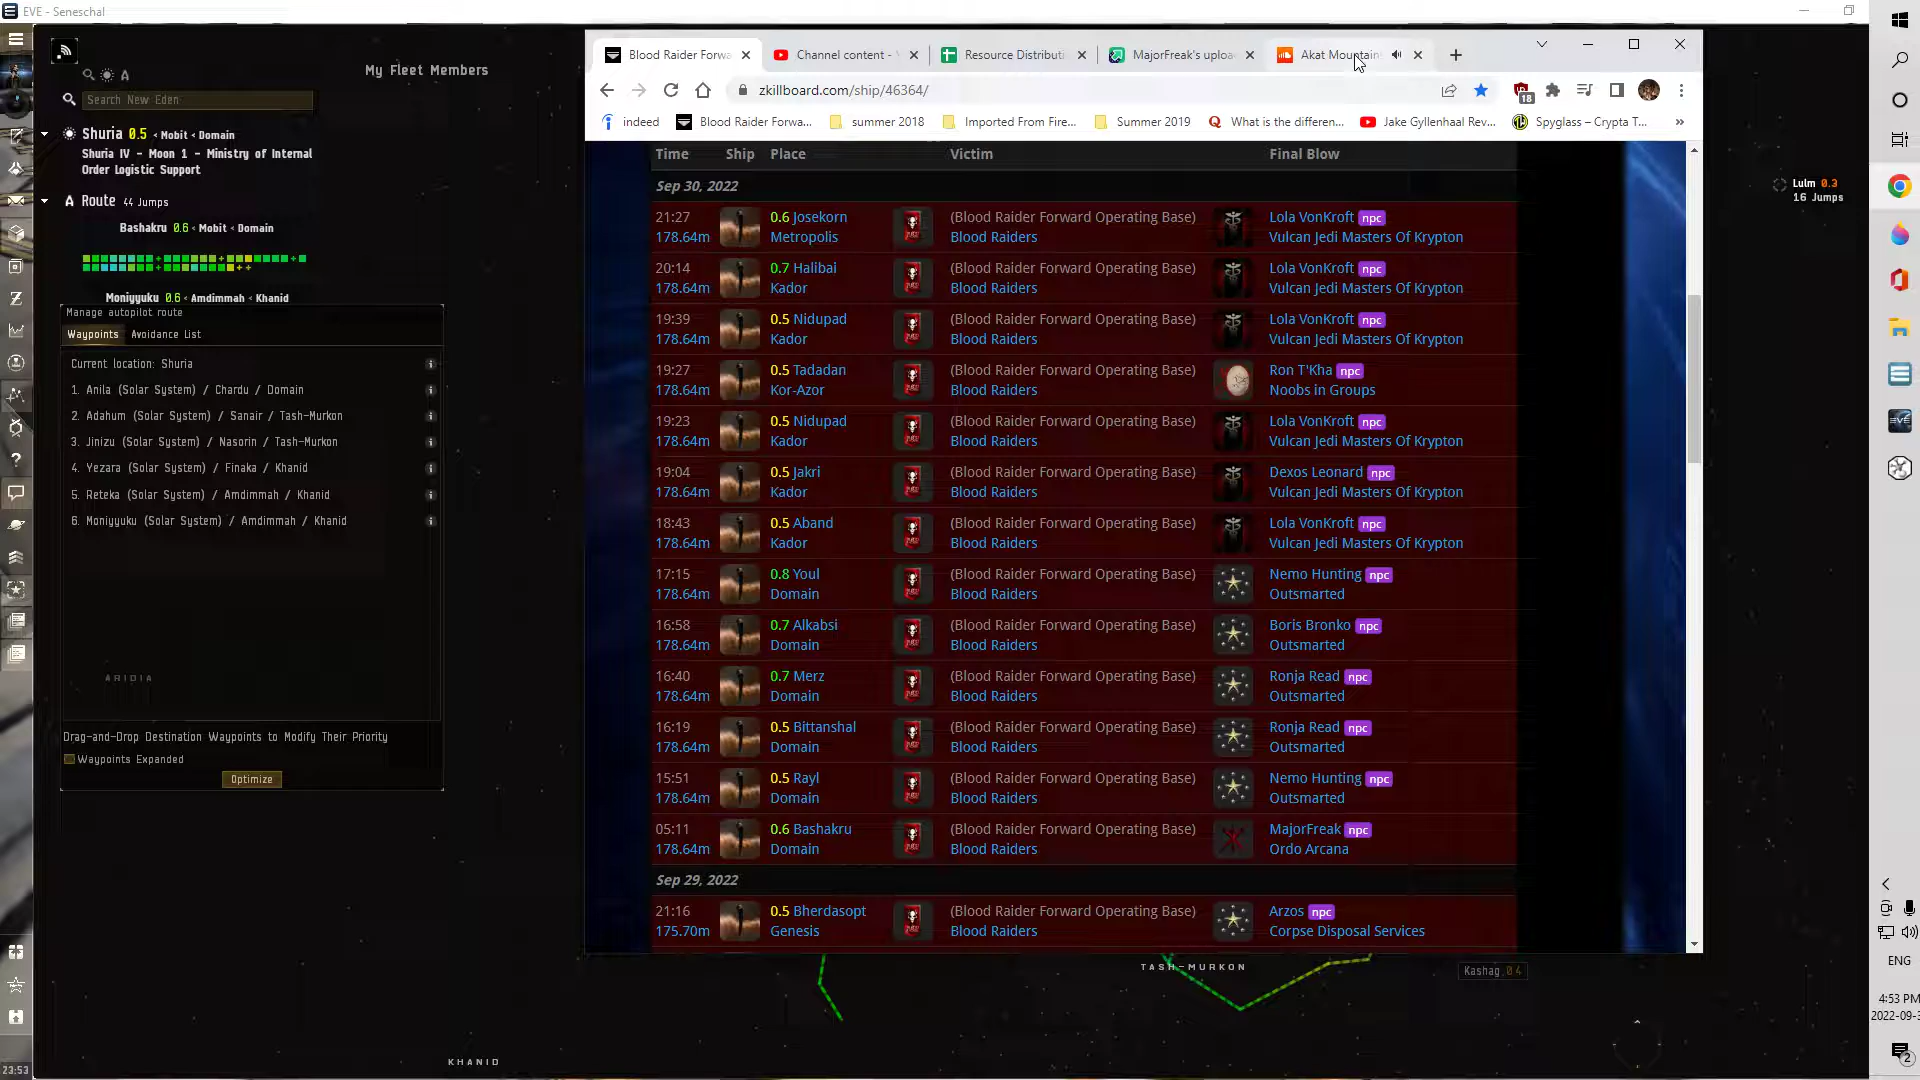 EVE - Seneschal
My Fleet Members
Search New Eden
Shuria 0.5 < Mobit < Domain
Shuria IV - Moon 1 - Ministry of Internal
Order Logistic Support
Route 44 Jumps
Bashakru 0.6 < Mobit < Domain
Moniyyuku 0.6 < Amdimmah < Khanid
Manage autopilot route
Waypoints Avoidance List
Current location: Shuria
1. Anila (Solar System) / Chardu / Domain
2. Adahum (Solar System) / Sanair / Tash-Murkon
3. Jinizu (Solar System) / Nasorin / Tash-Murkon
4. Yezara (Solar System) / Finaka / Khanid
5. Reteka (Solar System) / Amdimmah / Khanid
6. Moniyyuku (Solar System) / Amdimmah / Khanid
ARIDIA
Drag-and-Drop Destination Waypoints to Modify Their Priority
Waypoints Expanded
Optimize
KHANID
23:53
Blood Raider Forwa Channel content - Resource Distributi MajorFreak's uploa Akat Mountain
zkillboard.com/ship/46364/
18
indeed Blood Raider Forwa... summer 2018 Imported From Fire... Summer 2019 What is the differen... Jake Gyllenhaal Rev... Spyglass – Crypta T... »
Time Ship Place Victim Final Blow
Sep 30, 2022
21:27 0.6 Josekorn (Blood Raider Forward Operating Base) Lola VonKroft npc
178.64m Metropolis Blood Raiders Vulcan Jedi Masters Of Krypton
20:14 0.7 Halibai (Blood Raider Forward Operating Base) Lola VonKroft npc
178.64m Kador Blood Raiders Vulcan Jedi Masters Of Krypton
19:39 0.5 Nidupad (Blood Raider Forward Operating Base) Lola VonKroft npc
178.64m Kador Blood Raiders Vulcan Jedi Masters Of Krypton
19:27 0.5 Tadadan (Blood Raider Forward Operating Base) Ron T'Kha npc
178.64m Kor-Azor Blood Raiders Noobs in Groups
19:23 0.5 Nidupad (Blood Raider Forward Operating Base) Lola VonKroft npc
178.64m Kador Blood Raiders Vulcan Jedi Masters Of Krypton
19:04 0.5 Jakri (Blood Raider Forward Operating Base) Dexos Leonard npc
178.64m Kador Blood Raiders Vulcan Jedi Masters Of Krypton
18:43 0.5 Aband (Blood Raider Forward Operating Base) Lola VonKroft npc
178.64m Kador Blood Raiders Vulcan Jedi Masters Of Krypton
17:15 0.8 Youl (Blood Raider Forward Operating Base) Nemo Hunting npc
178.64m Domain Blood Raiders Outsmarted
16:58 0.7 Alkabsi (Blood Raider Forward Operating Base) Boris Bronko npc
178.64m Domain Blood Raiders Outsmarted
16:40 0.7 Merz (Blood Raider Forward Operating Base) Ronja Read npc
178.64m Domain Blood Raiders Outsmarted
16:19 0.5 Bittanshal (Blood Raider Forward Operating Base) Ronja Read npc
178.64m Domain Blood Raiders Outsmarted
15:51 0.5 Rayl (Blood Raider Forward Operating Base) Nemo Hunting npc
178.64m Domain Blood Raiders Outsmarted
05:11 0.6 Bashakru (Blood Raider Forward Operating Base) MajorFreak npc
178.64m Domain Blood Raiders Ordo Arcana
Sep 29, 2022
21:16 0.5 Bherdasopt (Blood Raider Forward Operating Base) Arzos npc
175.70m Genesis Blood Raiders Corpse Disposal Services
TASH-MURKON
Kashag 0.4
Lulm 0.3
16 Jumps
ENG
4:53 PM
2022-09-3
2